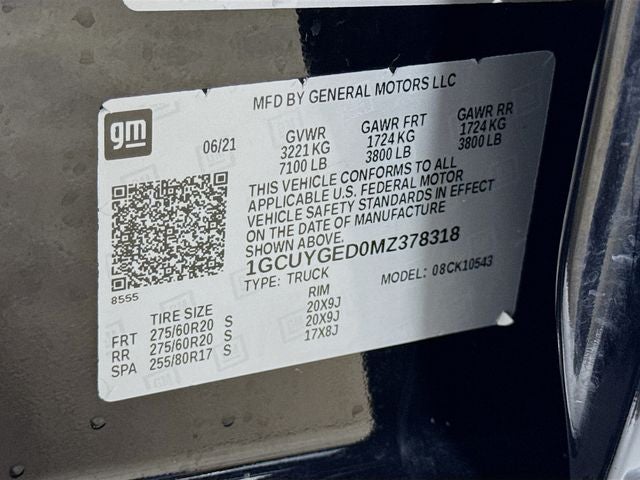 MFD BY GENERAL MOTORS LLC
gm
06/21
GVWR
3221 KG
7100 LB
GAWR FRT
1724 KG
3800 LB
GAWR RR
1724 KG
3800 LB
THIS VEHICLE CONFORMS TO ALL
APPLICABLE U.S. FEDERAL MOTOR
VEHICLE SAFETY STANDARDS IN EFFECT
ON THE DATE OF MANUFACTURE
SHOWN ABOVE.
1GCUYGED0MZ378318
TYPE: TRUCK
MODEL: 08CK10543
8555
TIRE SIZE RIM
FRT 275/60R20 S 20X9J
RR 275/60R20 S 20X9J
SPA 255/80R17 S 17X8J